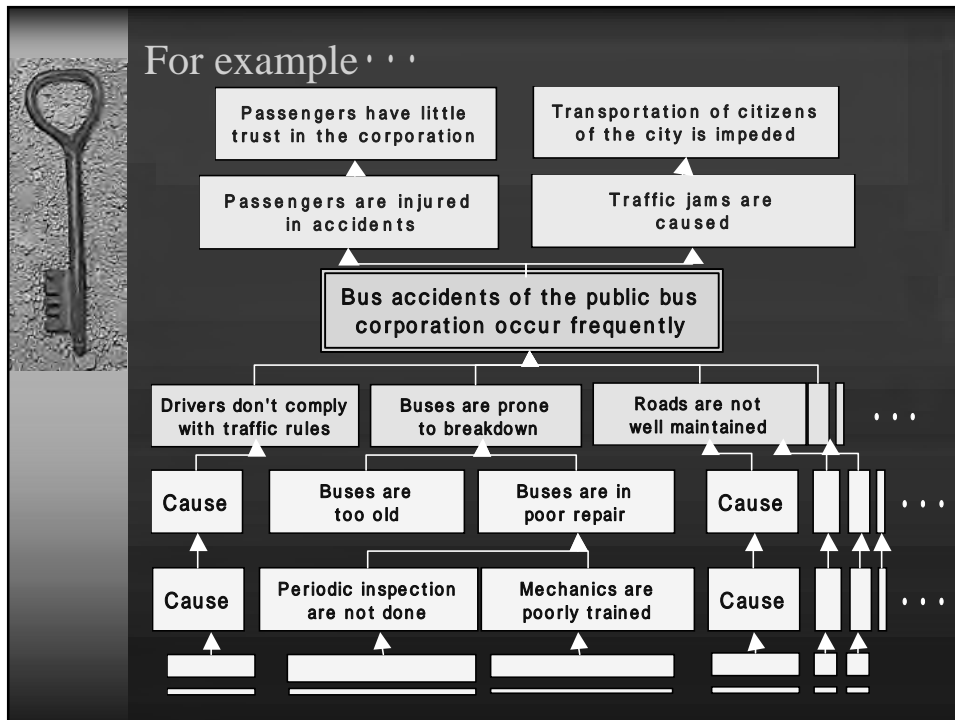 For example・・・
Passengers have little
trust in the corporation
Transportation of citizens
of the city is impeded
Passengers are injured
in accidents
Traffic jams are
caused
Bus accidents of the public bus
corporation occur frequently
Drivers don't comply
with traffic rules
Buses are prone
to breakdown
Roads are not
well maintained
・・・
Cause
Buses are
too old
Buses are in
poor repair
Cause
・・・
Cause
Periodic inspection
are not done
Mechanics are
poorly trained
Cause
・・・